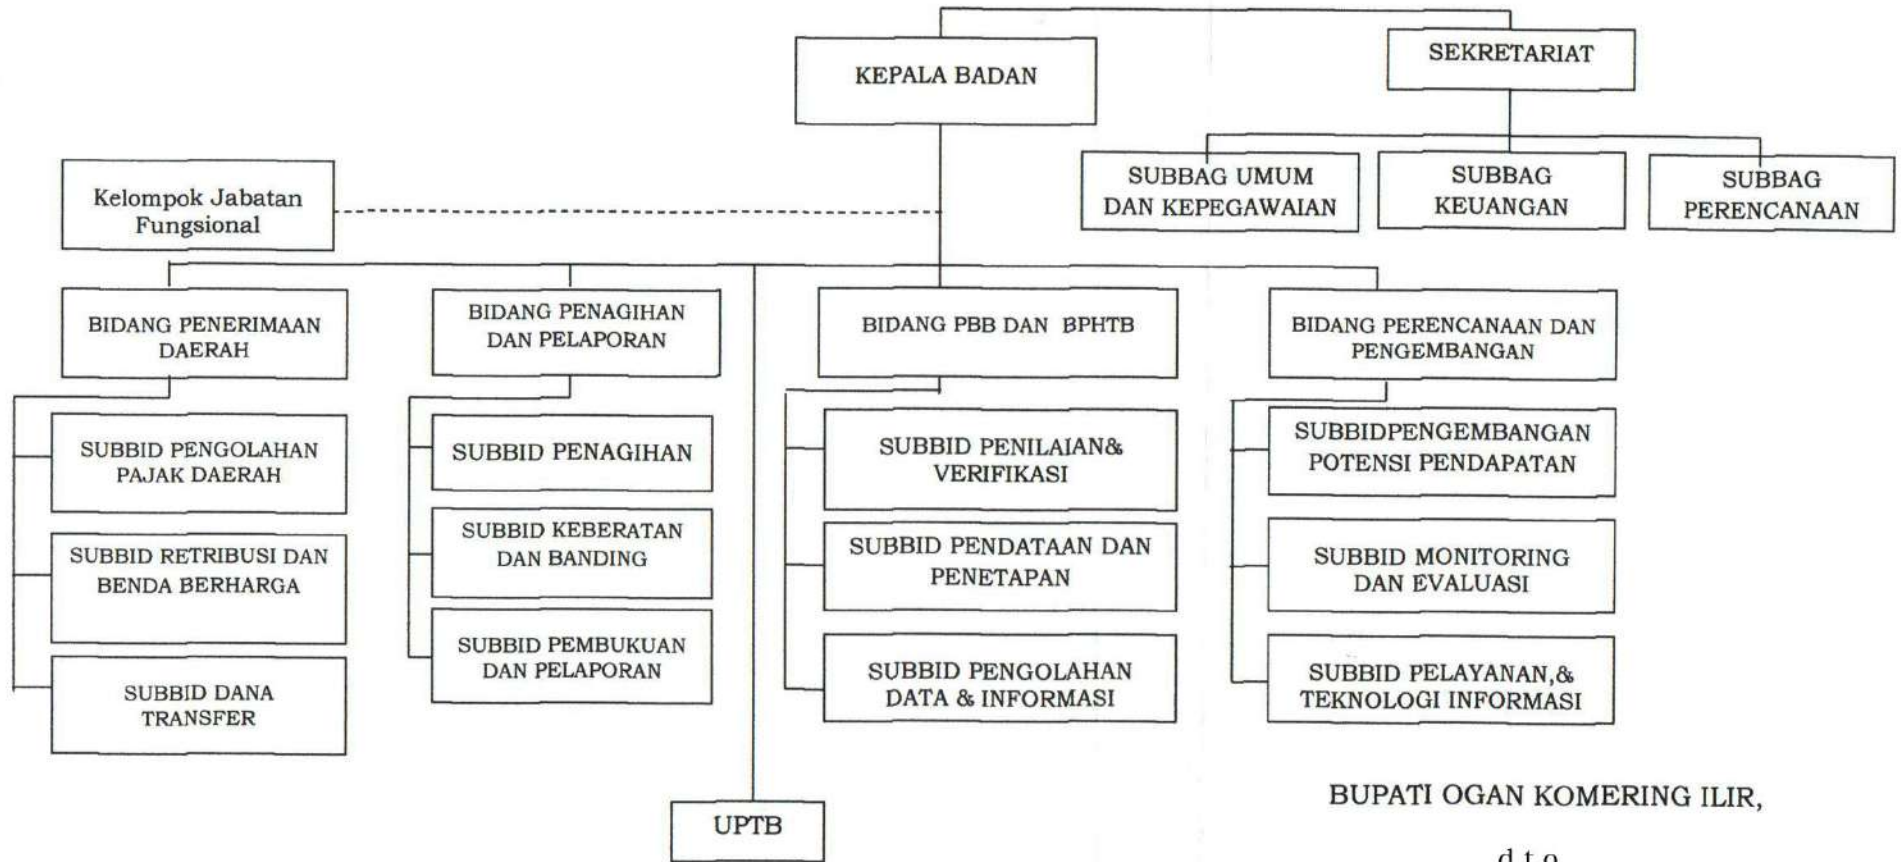 KEPALA BADAN
SEKRETARIAT
SUBBAG UMUM
DAN KEPEGAWAIAN
SUBBAG
KEUANGAN
SUBBAG
PERENCANAAN
Kelompok Jabatan
Fungsional
BIDANG PENERIMAAN
DAERAH
BIDANG PENAGIHAN
DAN PELAPORAN
BIDANG PBB DAN BPHTB
BIDANG PERENCANAAN DAN
PENGEMBANGAN
SUBBID PENGOLAHAN
PAJAK DAERAH
SUBBID RETRIBUSI DAN
BENDA BERHARGA
SUBBID DANA
TRANSFER
SUBBID PENAGIHAN
SUBBID KEBERATAN
DAN BANDING
SUBBID PEMBUKUAN
DAN PELAPORAN
SUBBID PENILAIAN&
VERIFIKASI
SUBBID PENDATAAN DAN
PENETAPAN
SUBBID PENGOLAHAN
DATA & INFORMASI
SUBBIDPENGEMBANGAN
POTENSI PENDAPATAN
SUBBID MONITORING
DAN EVALUASI
SUBBID PELAYANAN,&
TEKNOLOGI INFORMASI
UPTB
BUPATI OGAN KOMERING ILIR,
d.t.o